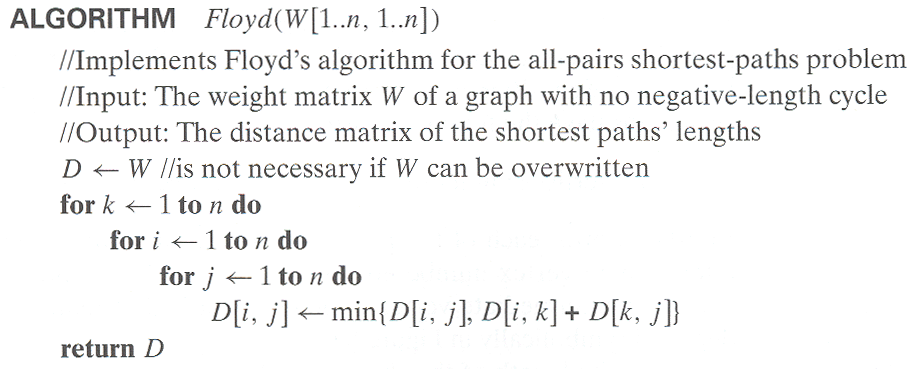 ALGORITHM Floyd(W[1..n, 1..n])
//Implements Floyd’s algorithm for the all-pairs shortest-paths problem
//Input: The weight matrix W of a graph with no negative-length cycle
//Output: The distance matrix of the shortest paths’ lengths
D ← W //is not necessary if W can be overwritten
for k ← 1 to n do
for i ← 1 to n do
for j ← 1 to n do
D[i, j] ← min{D[i, j], D[i, k] + D[k, j]}
return D